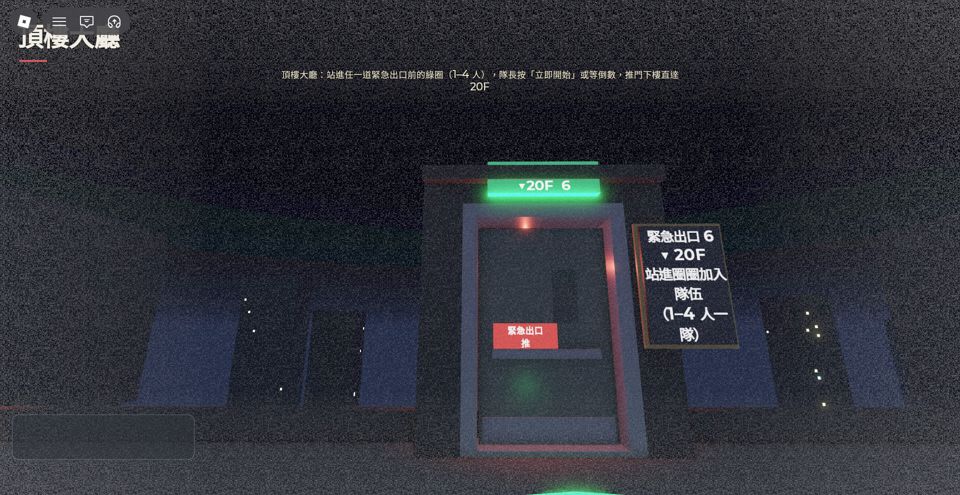 頂樓大廳
頂樓大廳：站進任一道緊急出口前的綠圈（1–4 人），隊長按「立即開始」或等倒數，推門下樓直達
20F
▼20F 6
緊急出口 6
▼ 20F
站進圈圈加入
隊伍
（1–4 人一
隊）
緊急出口
推